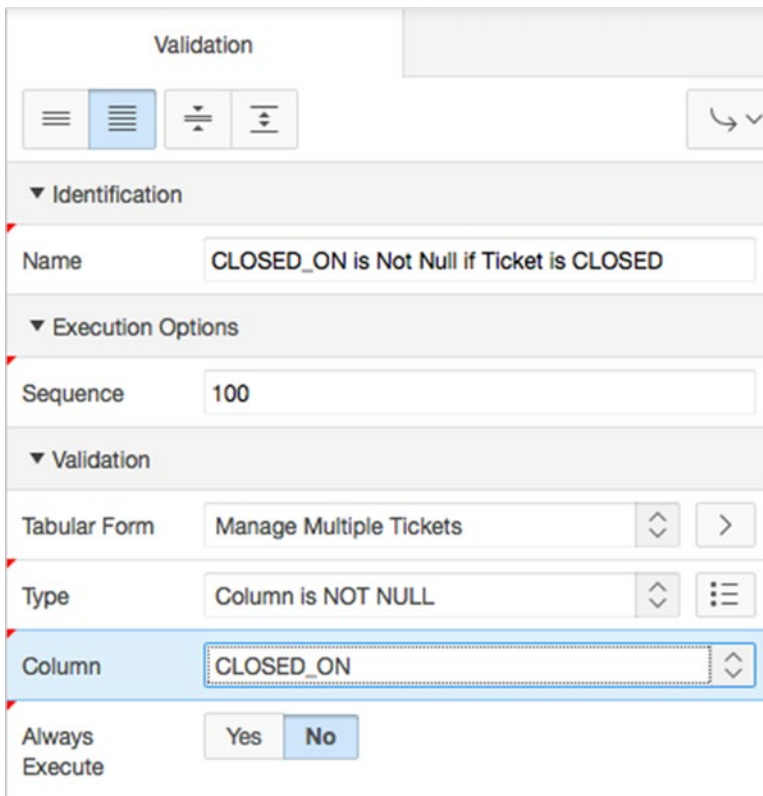 Validation
▼ Identification
Name CLOSED_ON is Not Null if Ticket is CLOSED
▼ Execution Options
Sequence 100
▼ Validation
Tabular Form Manage Multiple Tickets
Type Column is NOT NULL
Column CLOSED_ON
Always Yes No
Execute